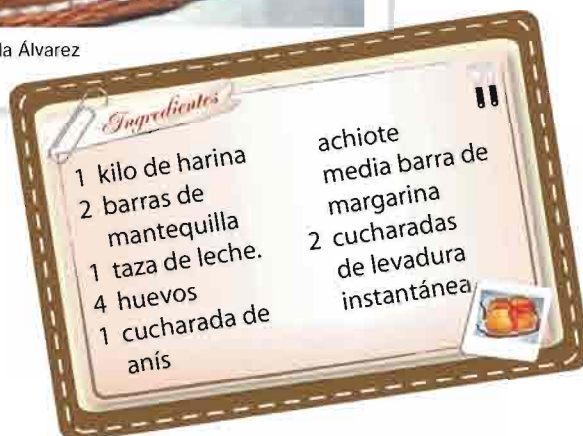 la Álvarez
Ingredientes
1 kilo de harina
2 barras de
mantequilla
1 taza de leche.
4 huevos
1 cucharada de
anís
achiote
media barra de
margarina
2 cucharadas
de levadura
instantánea